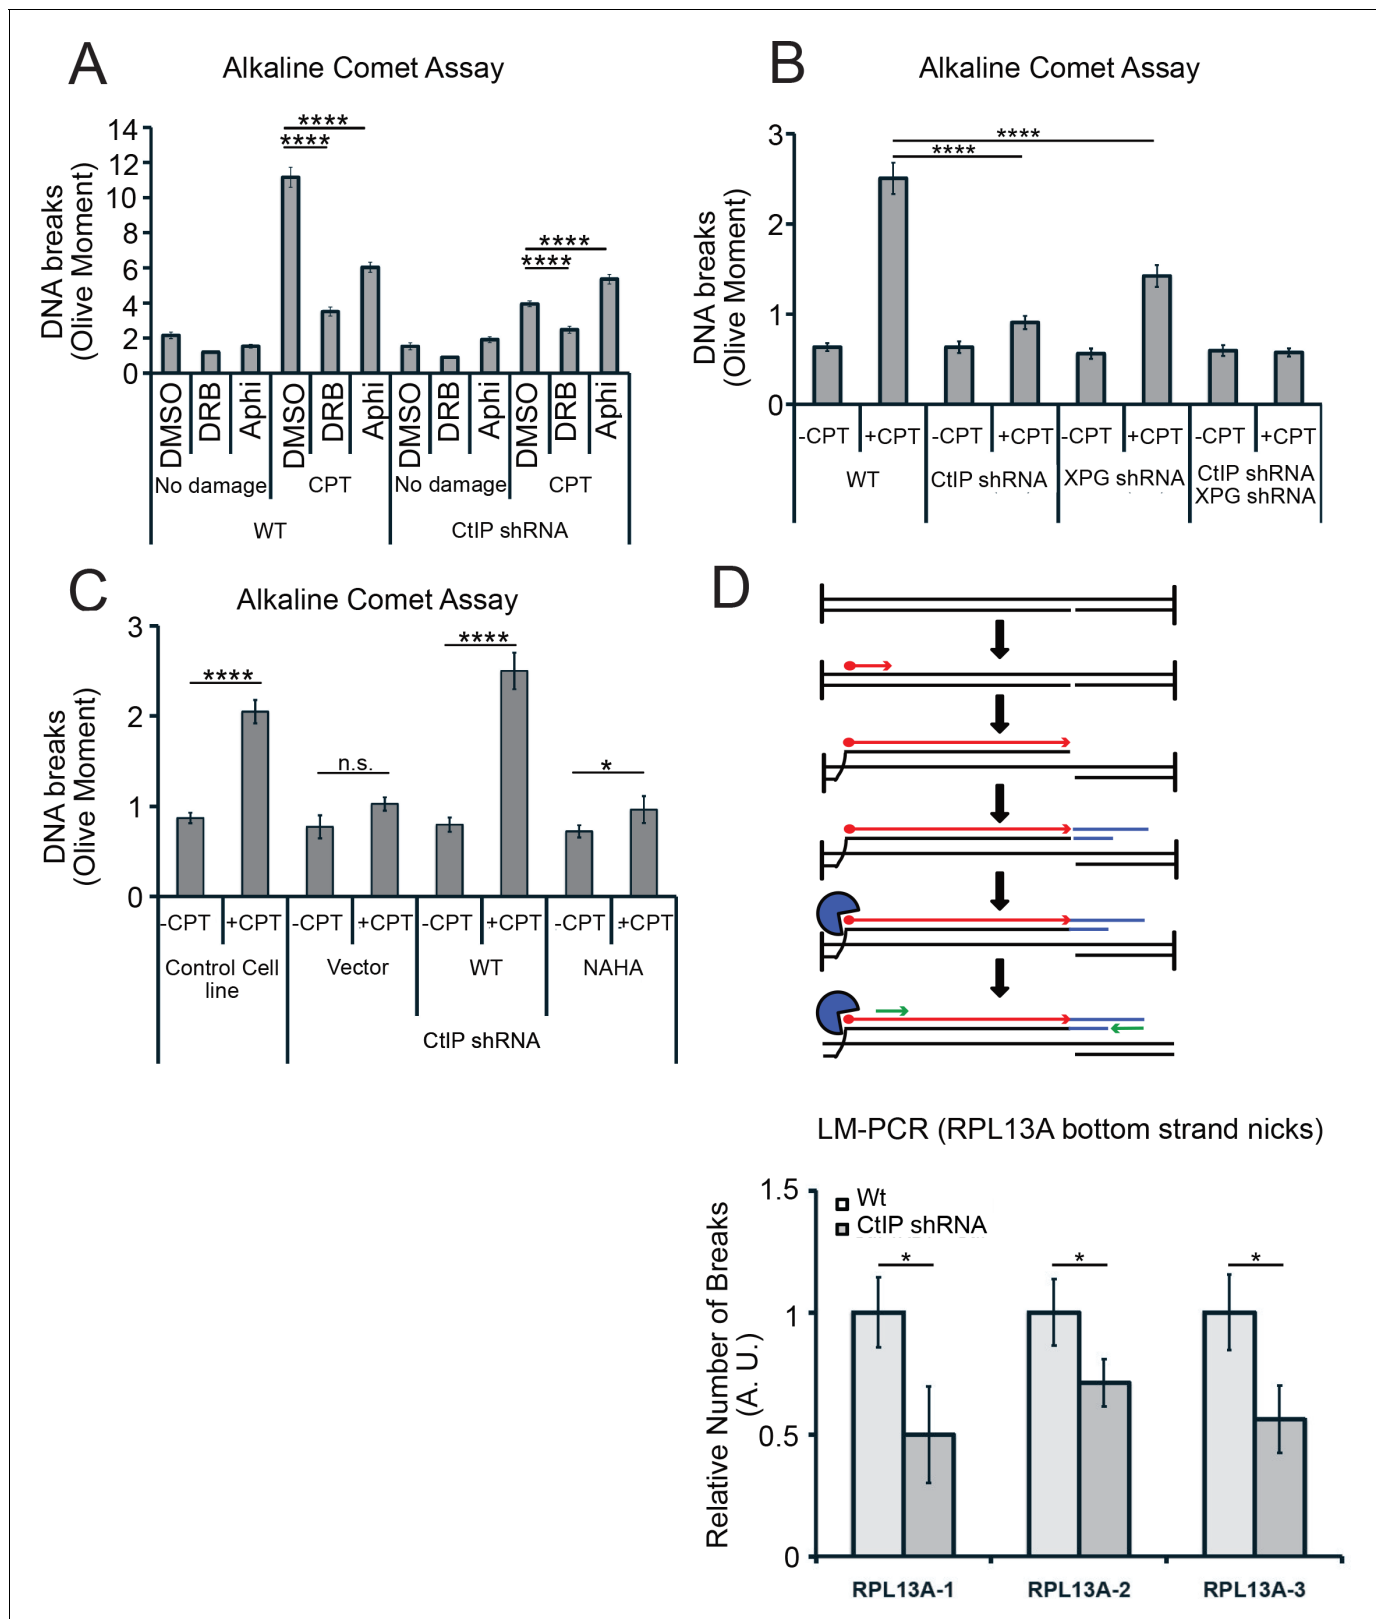 A
Alkaline Comet Assay
DNA breaks
(Olive Moment)
14
12
10
8
6
4
2
0
****
****
****
****
DMSO
DRB
Aphi
DMSO
DRB
Aphi
DMSO
DRB
Aphi
DMSO
DRB
Aphi
No damage
CPT
No damage
CPT
WT
CtIP shRNA
B
Alkaline Comet Assay
DNA breaks
(Olive Moment)
3
2
1
0
****
****
-CPT
+CPT
-CPT
+CPT
-CPT
+CPT
-CPT
+CPT
WT
CtIP shRNA
XPG shRNA
CtIP shRNA
XPG shRNA
C
Alkaline Comet Assay
DNA breaks
(Olive Moment)
3
2
1
0
****
n.s.
****
*
-CPT
+CPT
-CPT
+CPT
-CPT
+CPT
-CPT
+CPT
Control Cell
line
Vector
WT
NAHA
CtIP shRNA
D
LM-PCR (RPL13A bottom strand nicks)
Relative Number of Breaks
(A. U.)
1.5
1
0.5
0
Wt
CtIP shRNA
*
*
*
RPL13A-1
RPL13A-2
RPL13A-3